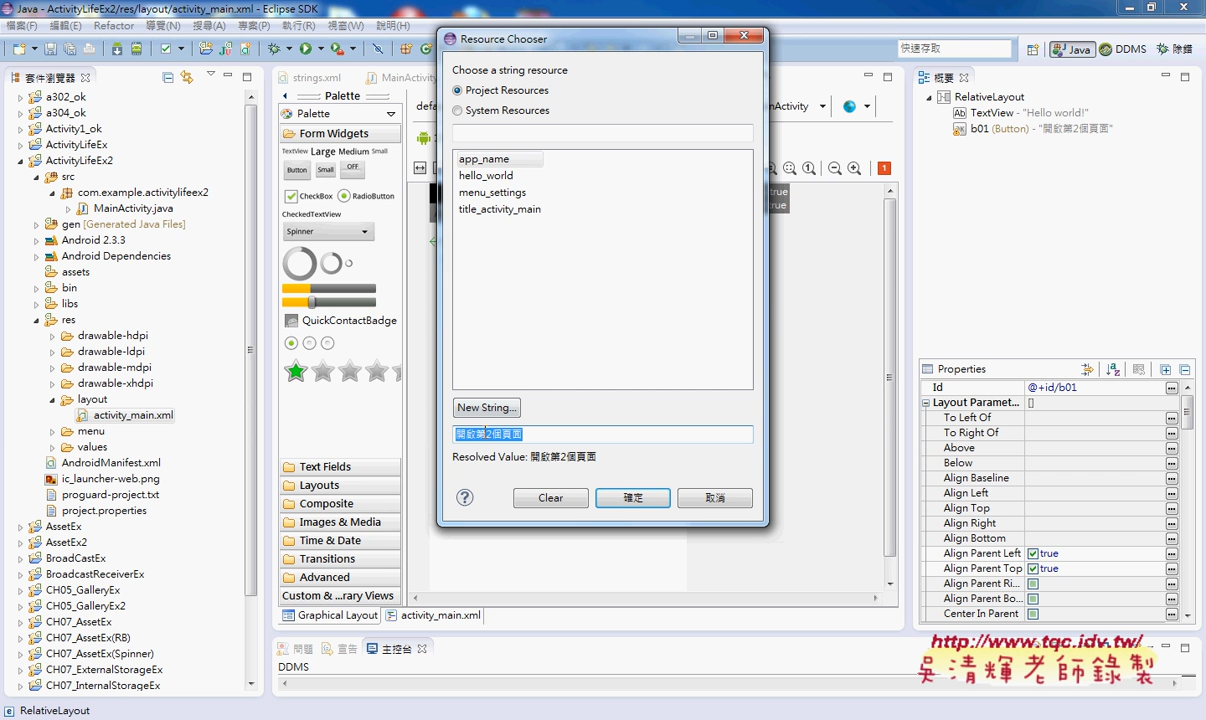 Java - ActivityLifeEx2/res/layout/activity_main.xml - Eclipse SDK
檔案(F) 編輯(E) Refactor 導覽(N) 搜尋(A) 專案(P) 執行(R) 視窗(W) 說明(H)
快速存取
Java
DDMS
除錯
套件瀏覽器
a302_ok
a304_ok
Activity1_ok
ActivityLifeEx
ActivityLifeEx2
src
com.example.activitylifeex2
MainActivity.java
gen [Generated Java Files]
Android 2.3.3
Android Dependencies
assets
bin
libs
res
drawable-hdpi
drawable-ldpi
drawable-mdpi
drawable-xhdpi
layout
activity_main.xml
menu
values
AndroidManifest.xml
ic_launcher-web.png
proguard-project.txt
project.properties
AssetEx
AssetEx2
BroadCastEx
BroadcastReceiverEx
CH05_GalleryEx
CH05_GalleryEx2
CH07_AssetEx
CH07_AssetEx(RB)
CH07_AssetEx(Spinner)
CH07_ExternalStorageEx
CH07_InternalStorageEx
RelativeLayout
strings.xml
MainActivity
Palette
Palette
Form Widgets
TextView Large Medium Small
Button Small OFF
CheckBox RadioButton
CheckedTextView
Spinner
QuickContactBadge
Text Fields
Layouts
Composite
Images & Media
Time & Date
Transitions
Advanced
Custom & ...rary Views
Graphical Layout activity_main.xml
Resource Chooser
Choose a string resource
Project Resources
System Resources
app_name
hello_world
menu_settings
title_activity_main
New String...
開啟第2個頁面
Resolved Value: 開啟第2個頁面
Clear 確定 取消
nActivity
1
true
true
概要
RelativeLayout
TextView - "Hello world!"
b01 (Button) - "開啟第2個頁面"
Properties
Id @+id/b01
Layout Paramet... []
To Left Of
To Right Of
Above
Below
Align Baseline
Align Left
Align Top
Align Right
Align Bottom
Align Parent Left true
Align Parent Top true
Align Parent Ri...
Align Parent Bo...
Center In Parent
問題 宣告 主控台
DDMS
http://www.tqc.idv.tw/
吳清輝老師錄製